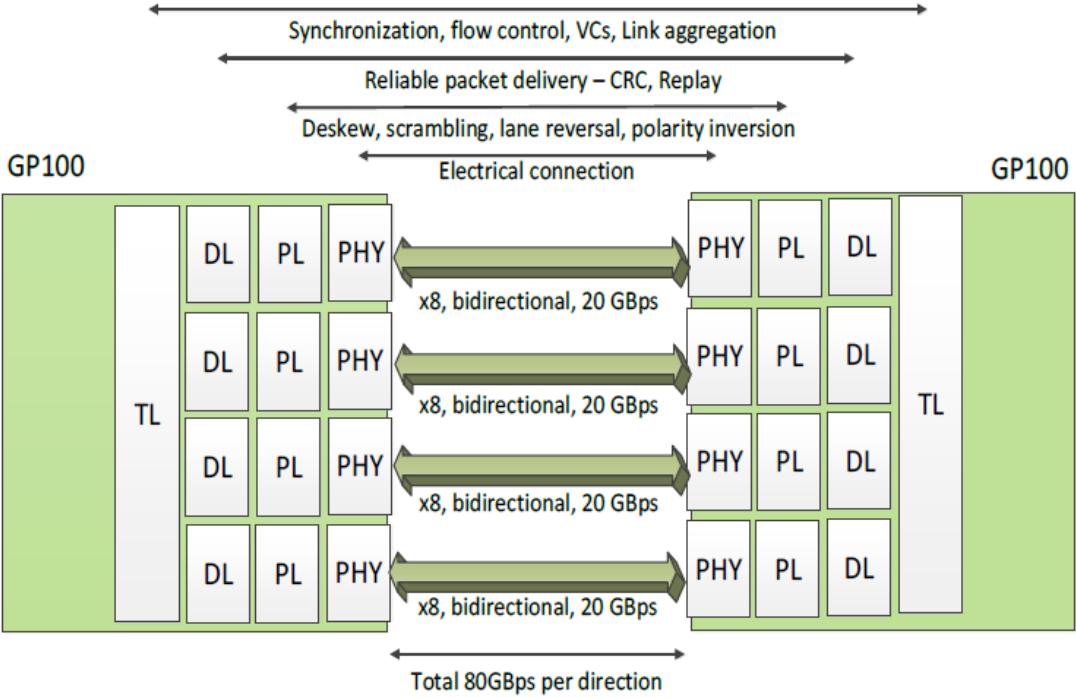 Synchronization, flow control, VCs, Link aggregation
Reliable packet delivery – CRC, Replay
Deskew, scrambling, lane reversal, polarity inversion
Electrical connection
GP100
GP100
TL
DL PL PHY
x8, bidirectional, 20 GBps
PHY PL DL
DL PL PHY
x8, bidirectional, 20 GBps
PHY PL DL
DL PL PHY
x8, bidirectional, 20 GBps
PHY PL DL
DL PL PHY
x8, bidirectional, 20 GBps
PHY PL DL
TL
Total 80GBps per direction